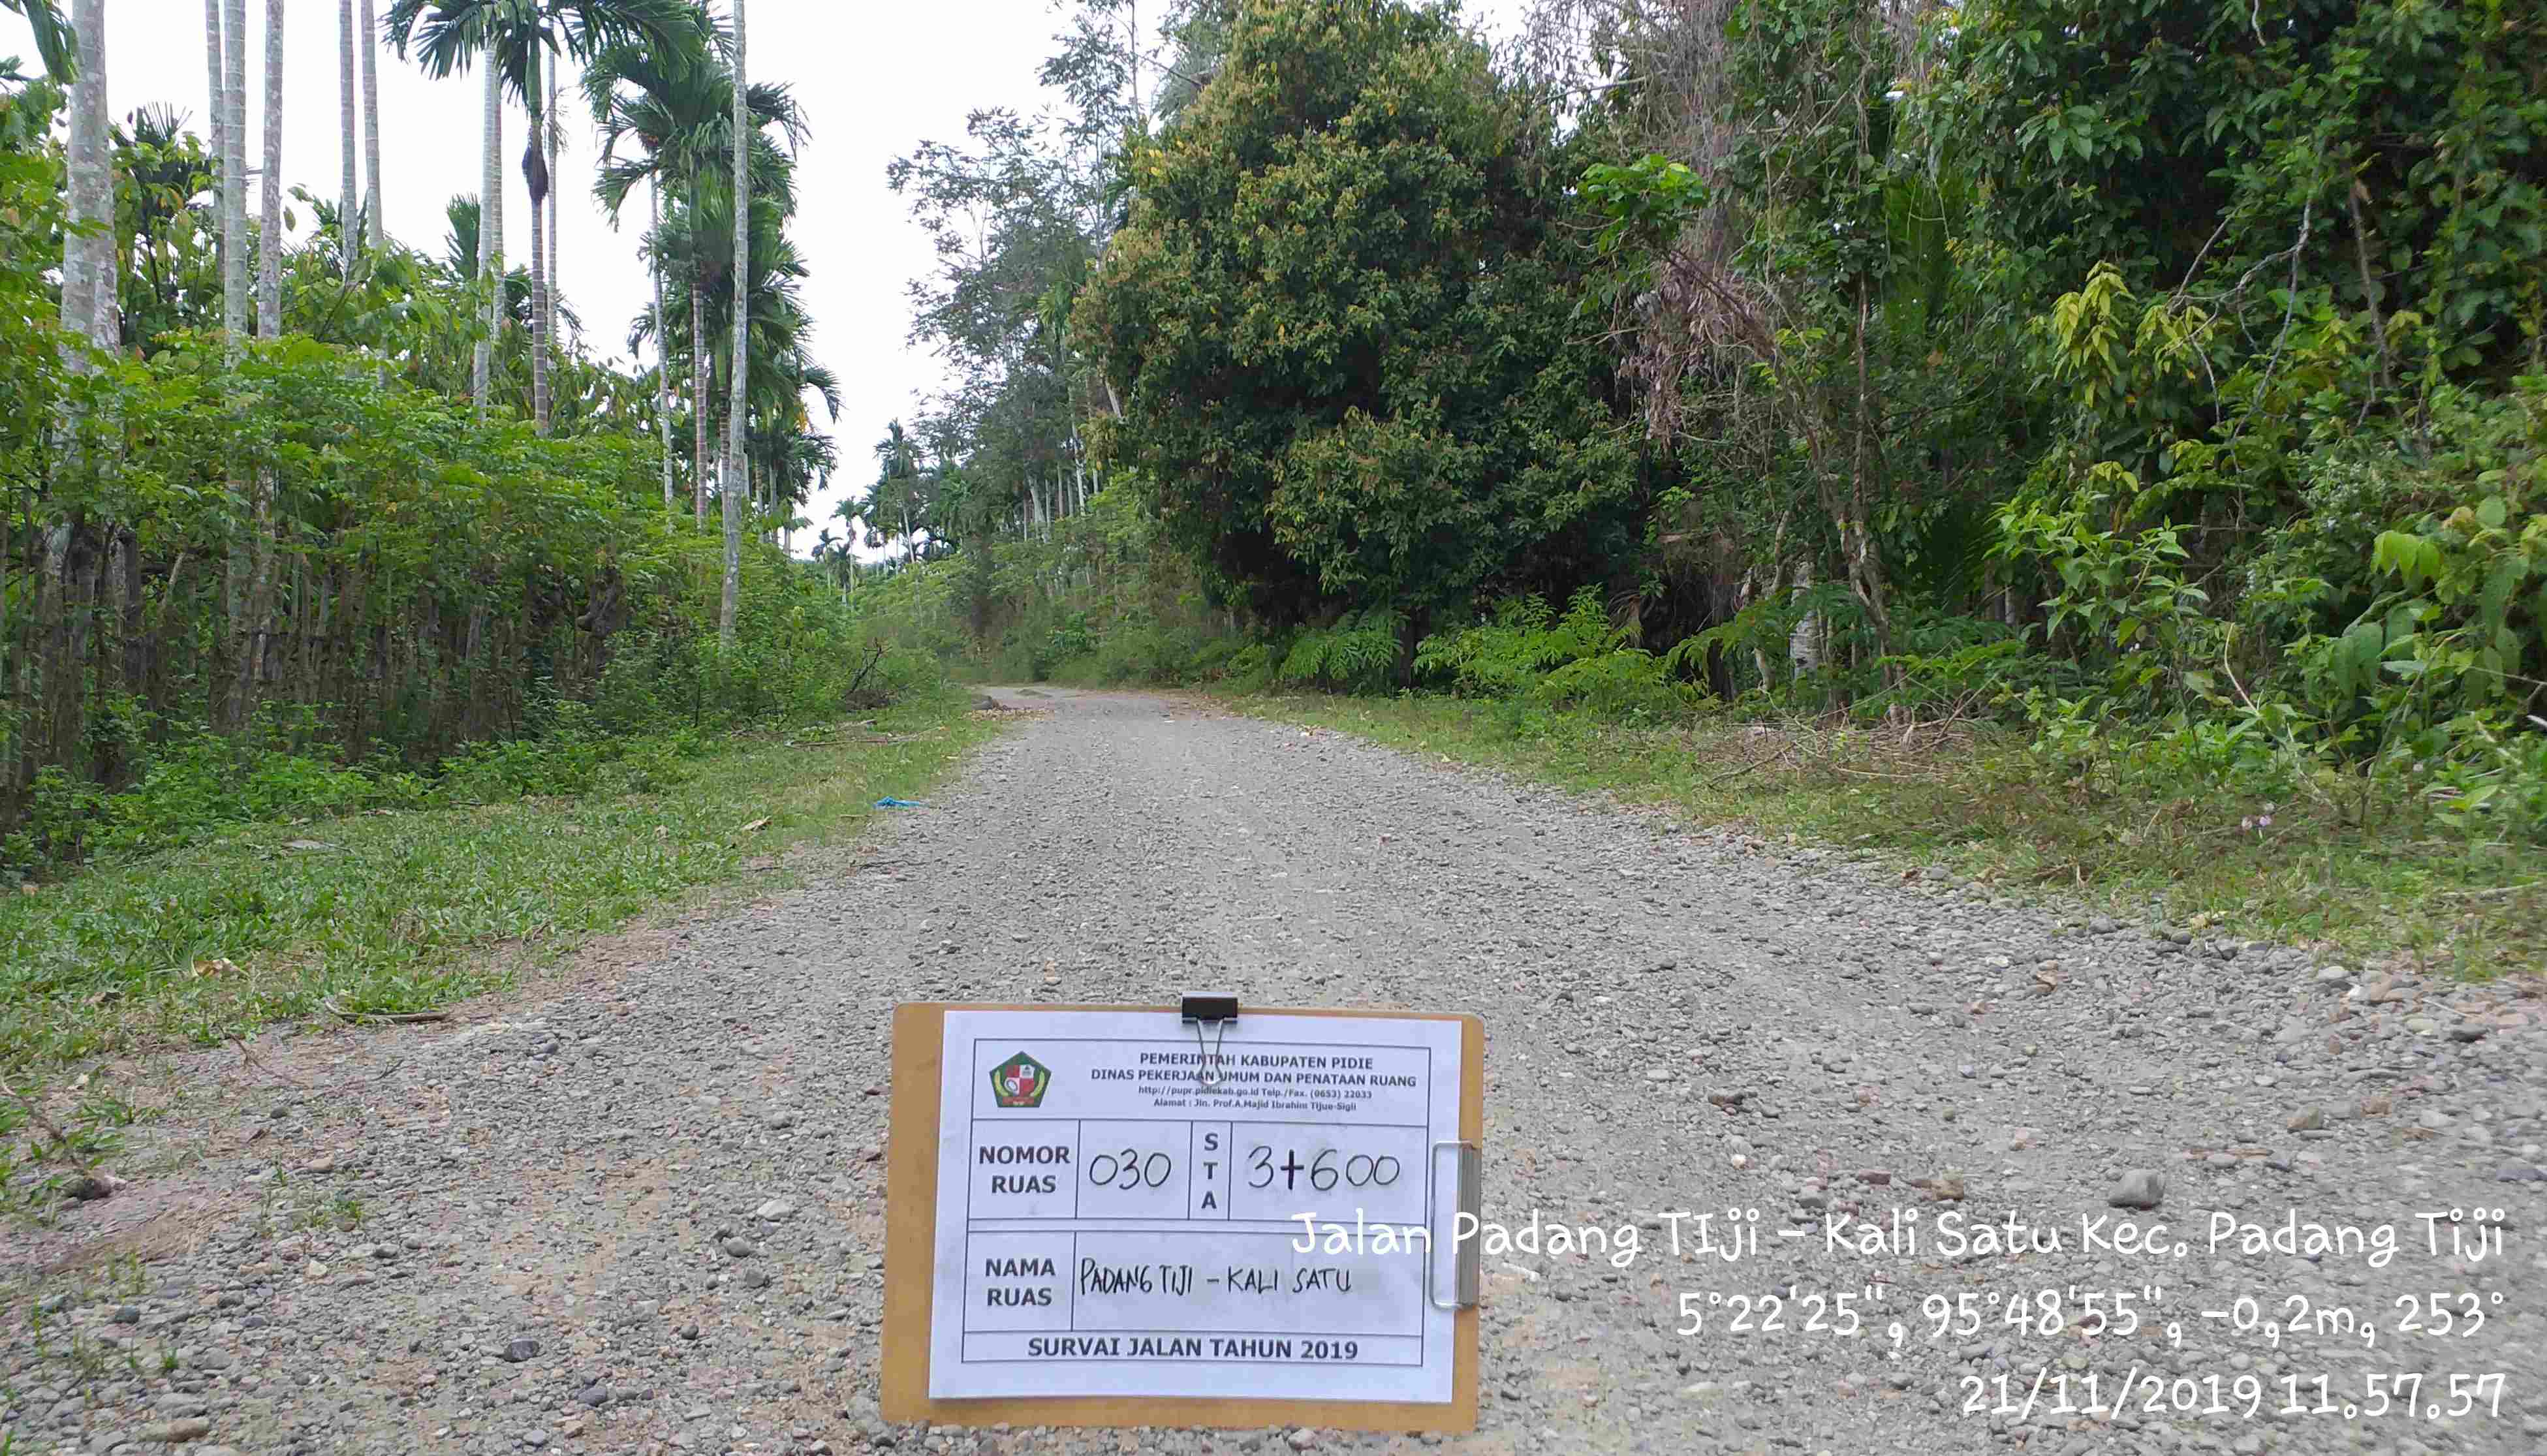 PEMERINTAH KABUPATEN PIDIE
DINAS PEKERJAAN UMUM DAN PENATAAN RUANG
http://pupr.pidiekab.go.id Telp./Fax. (0653) 22033
Alamat : Jln. Prof.A.Majid Ibrahim Tijue-Sigli
NOMOR RUAS 030 STA 3+600
NAMA RUAS PADANG TIJI - KALI SATU
SURVAI JALAN TAHUN 2019
Jalan Padang TIji - Kali Satu Kec. Padang Tiji
5°22'25", 95°48'55", -0,2m, 253°
21/11/2019 11.57.57